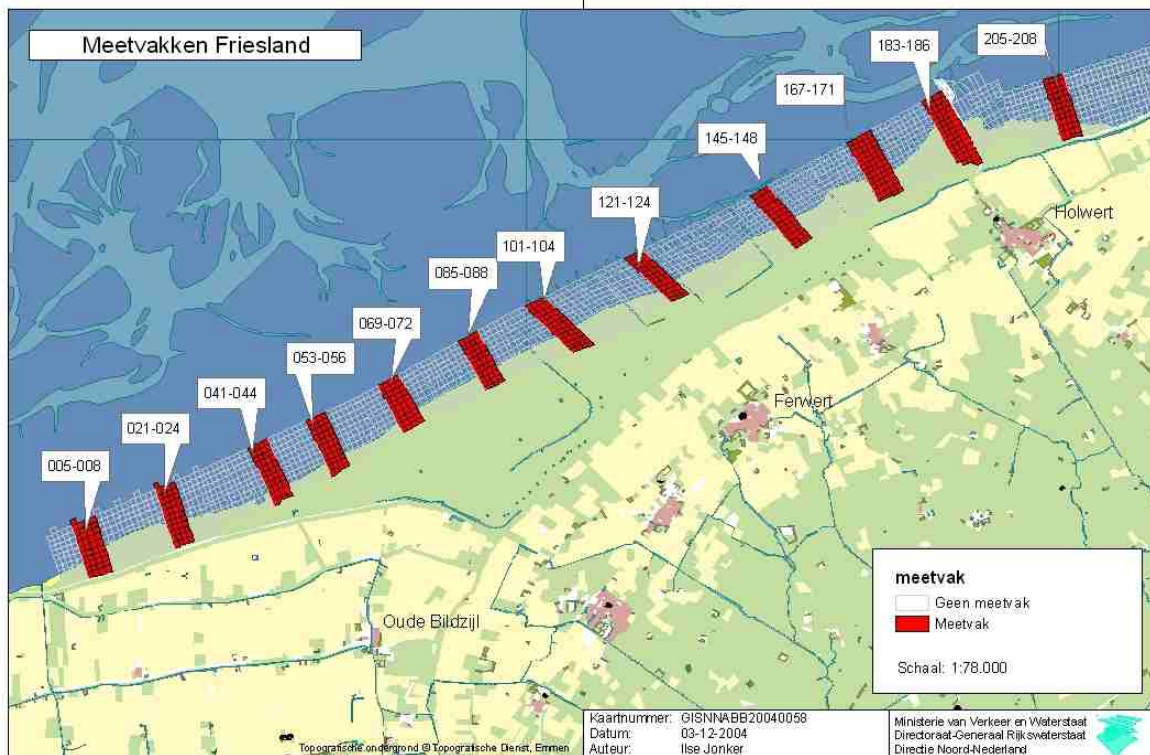 Meetvakken Friesland
205-208
183-186
167-171
145-148
121-124
101-104
085-088
069-072
053-056
041-044
021-024
005-008
Holwert
Ferwert
Oude Bildzijl
meetvak
Geen meetvak
Meetvak
Schaal: 1:78.000
Topografische ondergrond © Topografische Dienst, Emmen
Kaartnummer: GISNNABB20040058
Datum: 03-12-2004
Auteur: Ilse Jonker
Ministerie van Verkeer en Waterstaat
Directoraat-Generaal Rijkswaterstaat
Directie Noord-Nederland